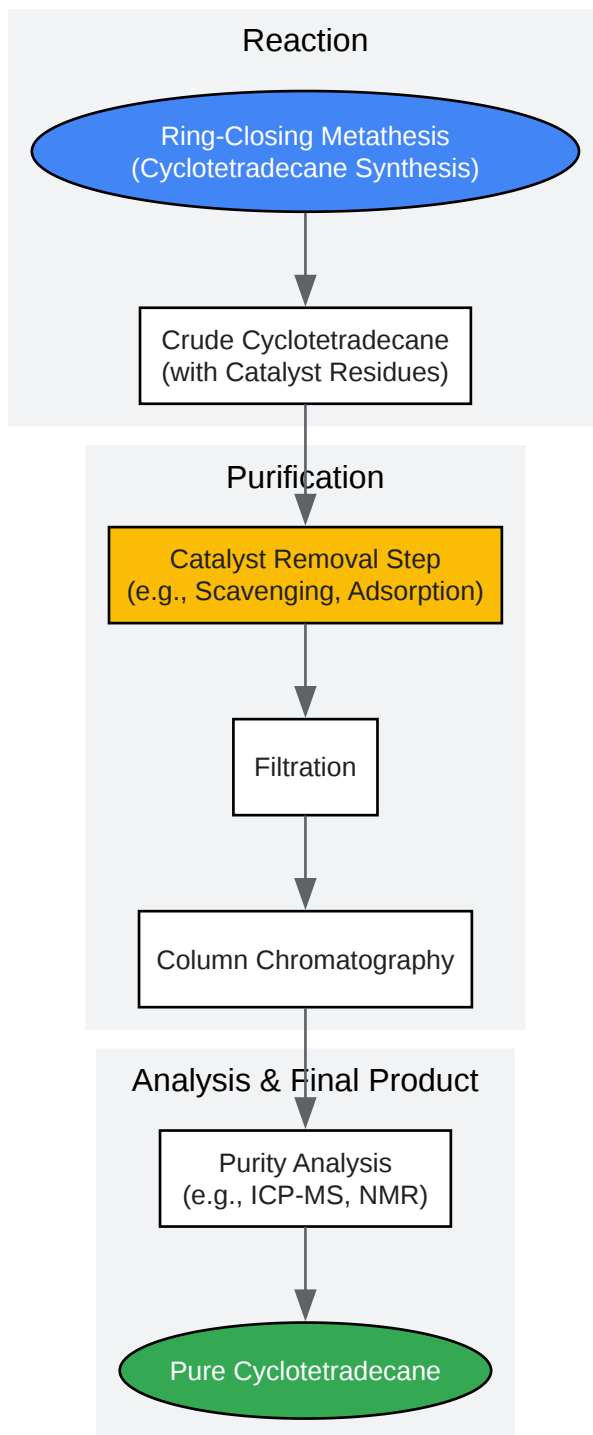 Reaction
Ring-Closing Metathesis
(Cyclotetradecane Synthesis)
Crude Cyclotetradecane
(with Catalyst Residues)
Purification
Catalyst Removal Step
(e.g., Scavenging, Adsorption)
Filtration
Column Chromatography
Analysis & Final Product
Purity Analysis
(e.g., ICP-MS, NMR)
Pure Cyclotetradecane